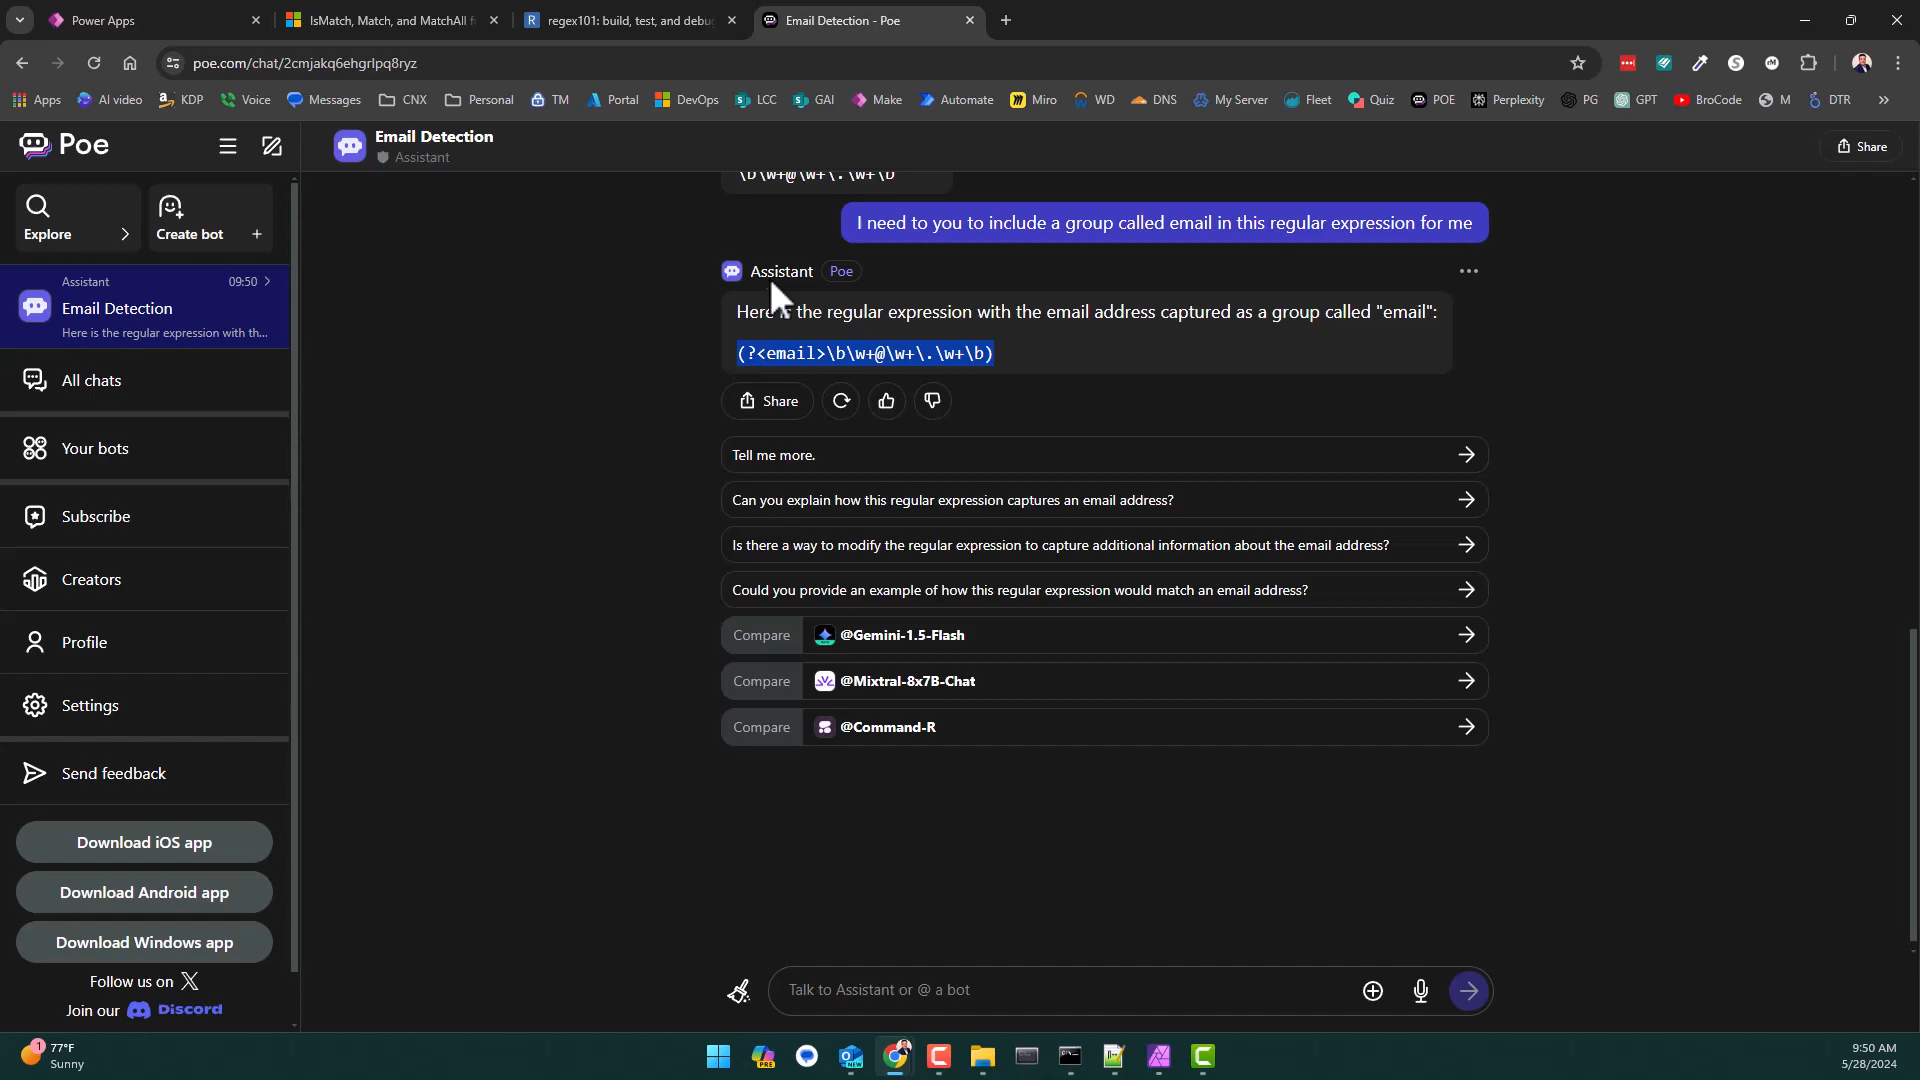 Power Apps
IsMatch, Match, and MatchAll f
regex101: build, test, and debu
Email Detection - Poe
poe.com/chat/2cmjakq6ehgrlpq8ryz
Apps
AI video
KDP
Voice
Messages
CNX
Personal
TM
Portal
DevOps
LCC
GAI
Make
Automate
Miro
WD
DNS
My Server
Fleet
Quiz
POE
Perplexity
PG
GPT
BroCode
M
DTR
Poe
Email Detection
Assistant
Share
Explore
Create bot
Assistant
09:50
Email Detection
Here is the regular expression with th...
All chats
Your bots
Subscribe
Creators
Profile
Settings
Send feedback
Download iOS app
Download Android app
Download Windows app
Follow us on X
Join our Discord
\b\w+@\w+\.\w+\b
I need to you to include a group called email in this regular expression for me
Assistant Poe
Here is the regular expression with the email address captured as a group called "email":
(?<email>\b\w+@\w+\.\w+\b)
Share
Tell me more.
Can you explain how this regular expression captures an email address?
Is there a way to modify the regular expression to capture additional information about the email address?
Could you provide an example of how this regular expression would match an email address?
Compare @Gemini-1.5-Flash
Compare @Mixtral-8x7B-Chat
Compare @Command-R
Talk to Assistant or @ a bot
1
77°F
Sunny
PRE
NEW
9:50 AM
5/28/2024